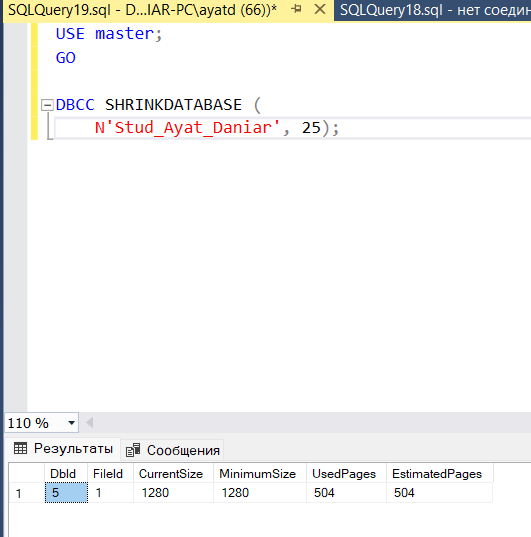 SQLQuery19.sql - D...IAR-PC\ayatd (66))*
SQLQuery18.sql - нет соедин
USE master;
GO
DBCC SHRINKDATABASE (
N'Stud_Ayat_Daniar', 25);
110 %
Результаты Сообщения
DbId FileId CurrentSize MinimumSize UsedPages EstimatedPages
1 5 1 1280 1280 504 504